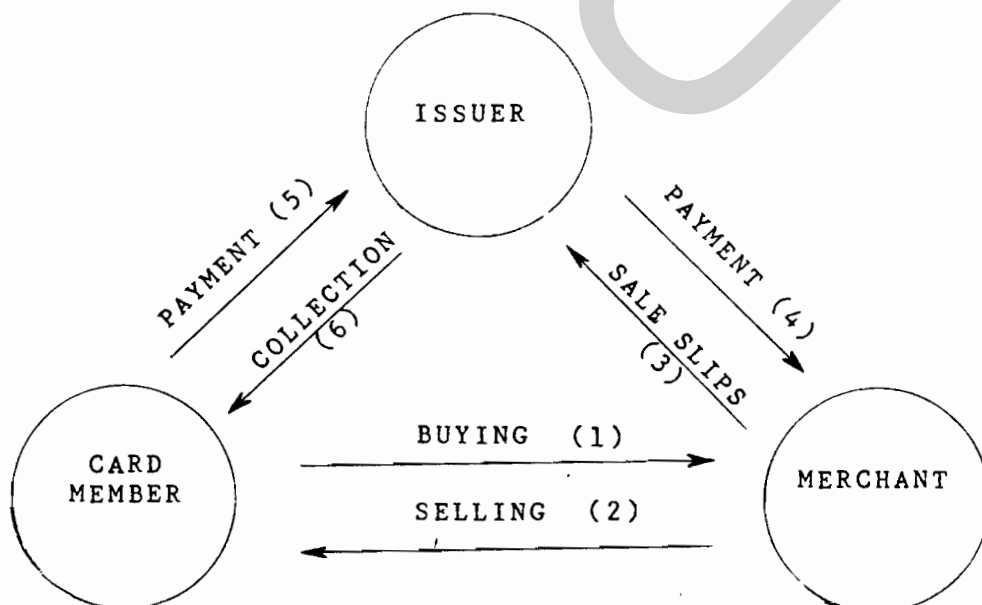 ISSUER
PAYMENT (5)
COLLECTION
(6)
PAYMENT (4)
SALE SLIPS
(3)
CARD
MEMBER
BUYING (1)
SELLING (2)
MERCHANT